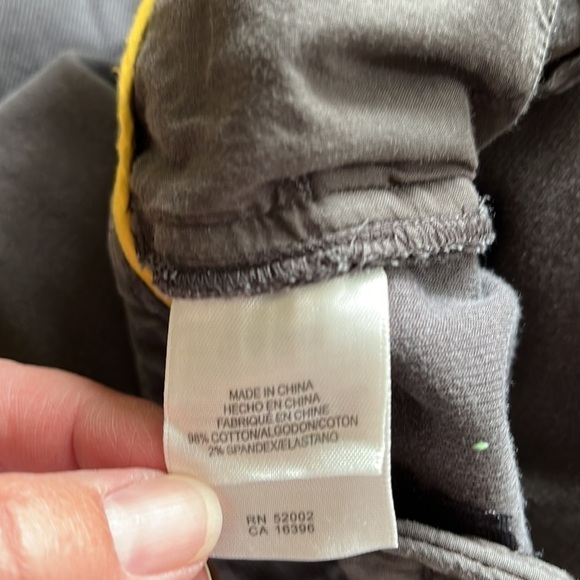 MADE IN CHINA
HECHO EN CHINA
FABRIQUÉ EN CHINE
98% COTTON/ALGODON/COTON
2% SPANDEX/ELASTANO
RN 52002
CA 16396